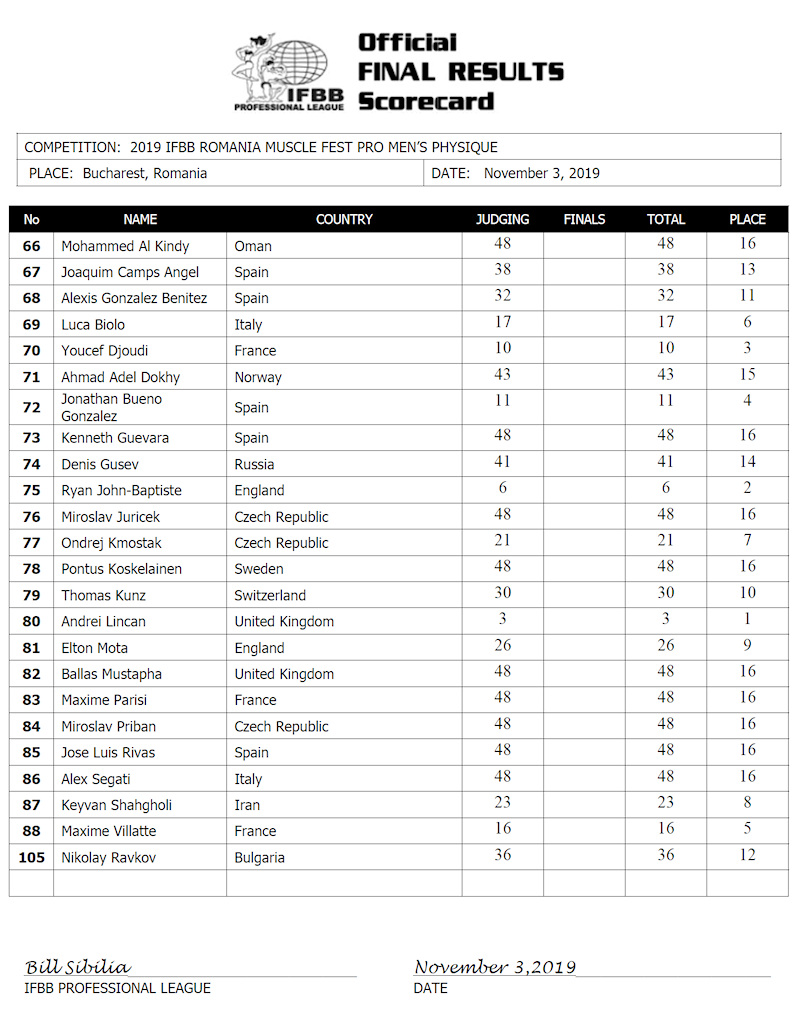 Official
FINAL RESULTS
Scorecard
IFBB
PROFESSIONAL LEAGUE
COMPETITION: 2019 IFBB ROMANIA MUSCLE FEST PRO MEN'S PHYSIQUE
PLACE: Bucharest, Romania DATE: November 3, 2019
No NAME COUNTRY JUDGING FINALS TOTAL PLACE
66 Mohammed Al Kindy Oman 48 48 16
67 Joaquim Camps Angel Spain 38 38 13
68 Alexis Gonzalez Benitez Spain 32 32 11
69 Luca Biolo Italy 17 17 6
70 Youcef Djoudi France 10 10 3
71 Ahmad Adel Dokhy Norway 43 43 15
72 Jonathan Bueno
Gonzalez Spain 11 11 4
73 Kenneth Guevara Spain 48 48 16
74 Denis Gusev Russia 41 41 14
75 Ryan John-Baptiste England 6 6 2
76 Miroslav Juricek Czech Republic 48 48 16
77 Ondrej Kmostak Czech Republic 21 21 7
78 Pontus Koskelainen Sweden 48 48 16
79 Thomas Kunz Switzerland 30 30 10
80 Andrei Lincan United Kingdom 3 3 1
81 Elton Mota England 26 26 9
82 Ballas Mustapha United Kingdom 48 48 16
83 Maxime Parisi France 48 48 16
84 Miroslav Priban Czech Republic 48 48 16
85 Jose Luis Rivas Spain 48 48 16
86 Alex Segati Italy 48 48 16
87 Keyvan Shahgholi Iran 23 23 8
88 Maxime Villatte France 16 16 5
105 Nikolay Ravkov Bulgaria 36 36 12
Bill Sibilia November 3,2019
IFBB PROFESSIONAL LEAGUE DATE